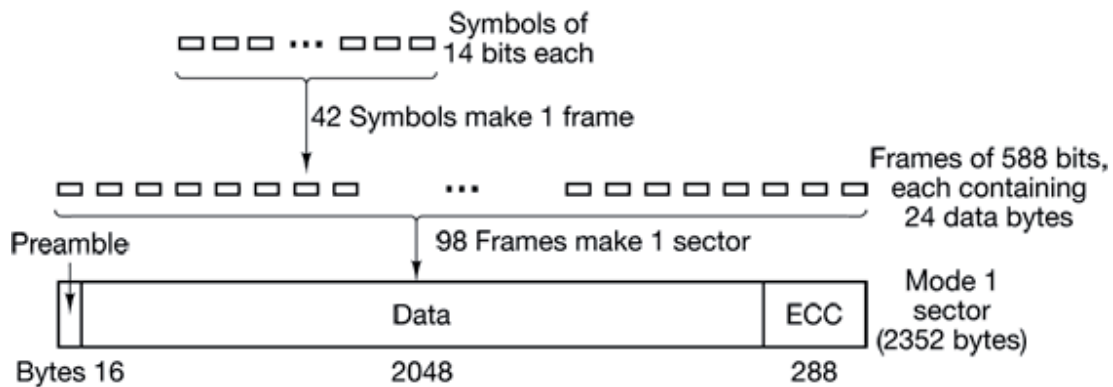 Symbols of
14 bits each
42 Symbols make 1 frame
Frames of 588 bits,
each containing
24 data bytes
Preamble
98 Frames make 1 sector
Mode 1
sector
(2352 bytes)
Data
ECC
Bytes 16
2048
288